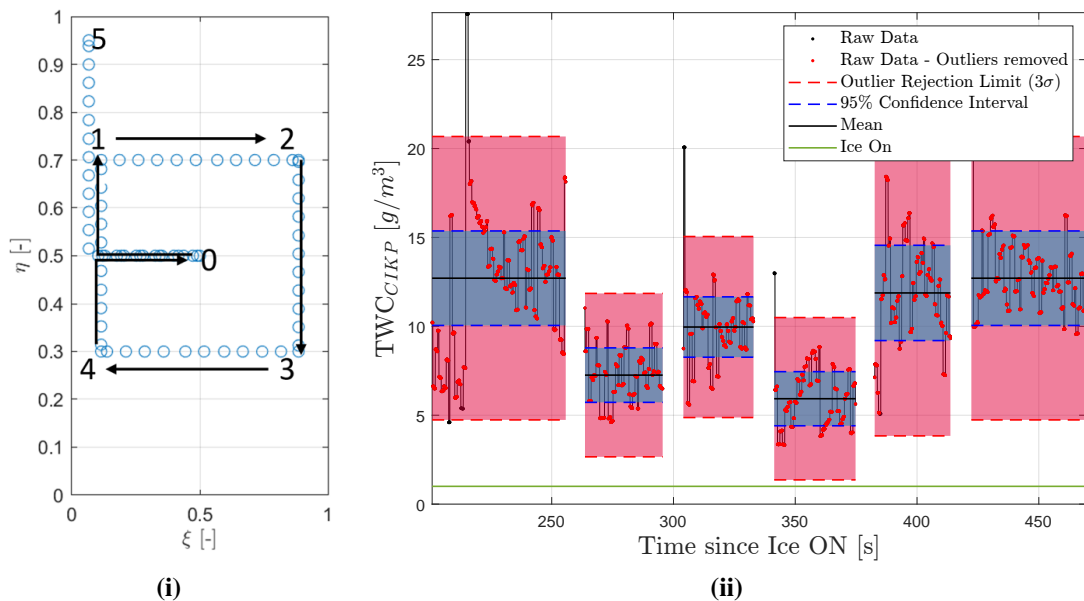 1
0.9
0.8
0.7
0.6
0.5
0.4
0.3
0.2
0.1
0
η [-]
0
0.5
1
ξ [-]
5
1
2
0
4
3
(i)
25
20
15
10
5
0
TWC_{CIKP} [g/m^3]
250
300
350
400
450
Time since Ice ON [s]
Raw Data
Raw Data - Outliers removed
Outlier Rejection Limit (3σ)
95% Confidence Interval
Mean
Ice On
(ii)